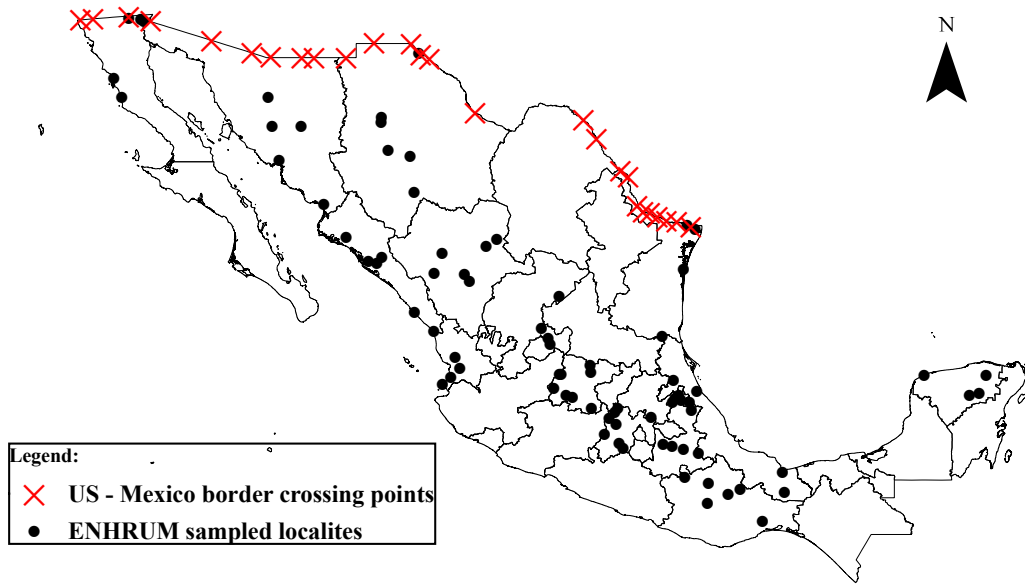 N
Legend:
US - Mexico border crossing points
ENHRUM sampled localites